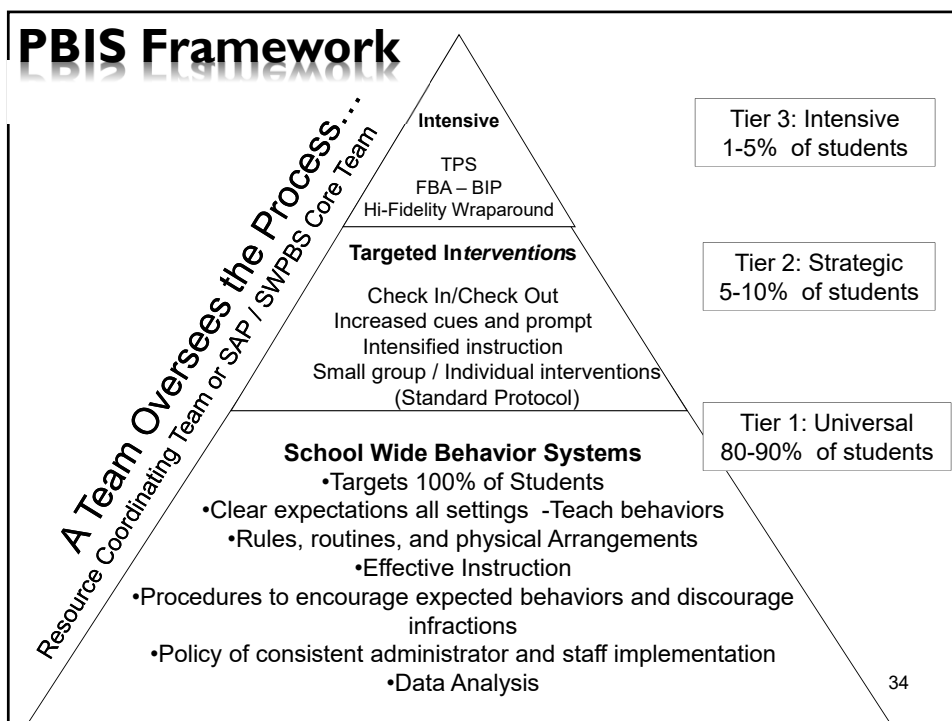 PBIS Framework
A Team Oversees the Process…
Resource Coordinating Team or SAP / SWPBS Core Team
Intensive
TPS
FBA – BIP
Hi-Fidelity Wraparound
Tier 3: Intensive
1-5% of students
Targeted Interventions
Check In/Check Out
Increased cues and prompt
Intensified instruction
Small group / Individual interventions
(Standard Protocol)
Tier 2: Strategic
5-10% of students
Tier 1: Universal
80-90% of students
School Wide Behavior Systems
•Targets 100% of Students
•Clear expectations all settings -Teach behaviors
•Rules, routines, and physical Arrangements
•Effective Instruction
•Procedures to encourage expected behaviors and discourage
infractions
•Policy of consistent administrator and staff implementation
•Data Analysis
34